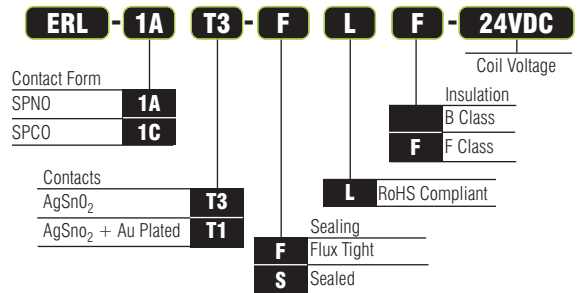 ERL - 1A T3 - F L F - 24VDC
Coil Voltage
Contact Form
SPNO 1A
SPCO 1C
Insulation
B Class
F F Class
Contacts
AgSnO₂ T3
AgSno₂ + Au Plated T1
L RoHS Compliant
Sealing
F Flux Tight
S Sealed